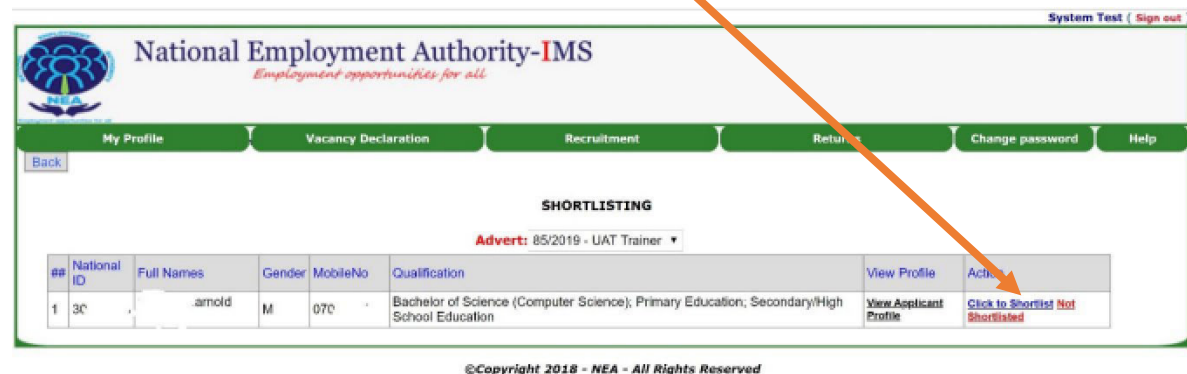 System Test ( Sign out
National Employment Authority-IMS
Employment opportunities for all
NEA
My Profile Vacancy Declaration Recruitment Returns Change password Help
Back
SHORTLISTING
Advert: 85/2019 - UAT Trainer
## National ID Full Names Gender MobileNo Qualification View Profile Action
1 30 arnold M 070 Bachelor of Science (Computer Science); Primary Education; Secondary/High School Education View Applicant Profile Click to Shortlist Not Shortlisted
©Copyright 2018 - NEA - All Rights Reserved